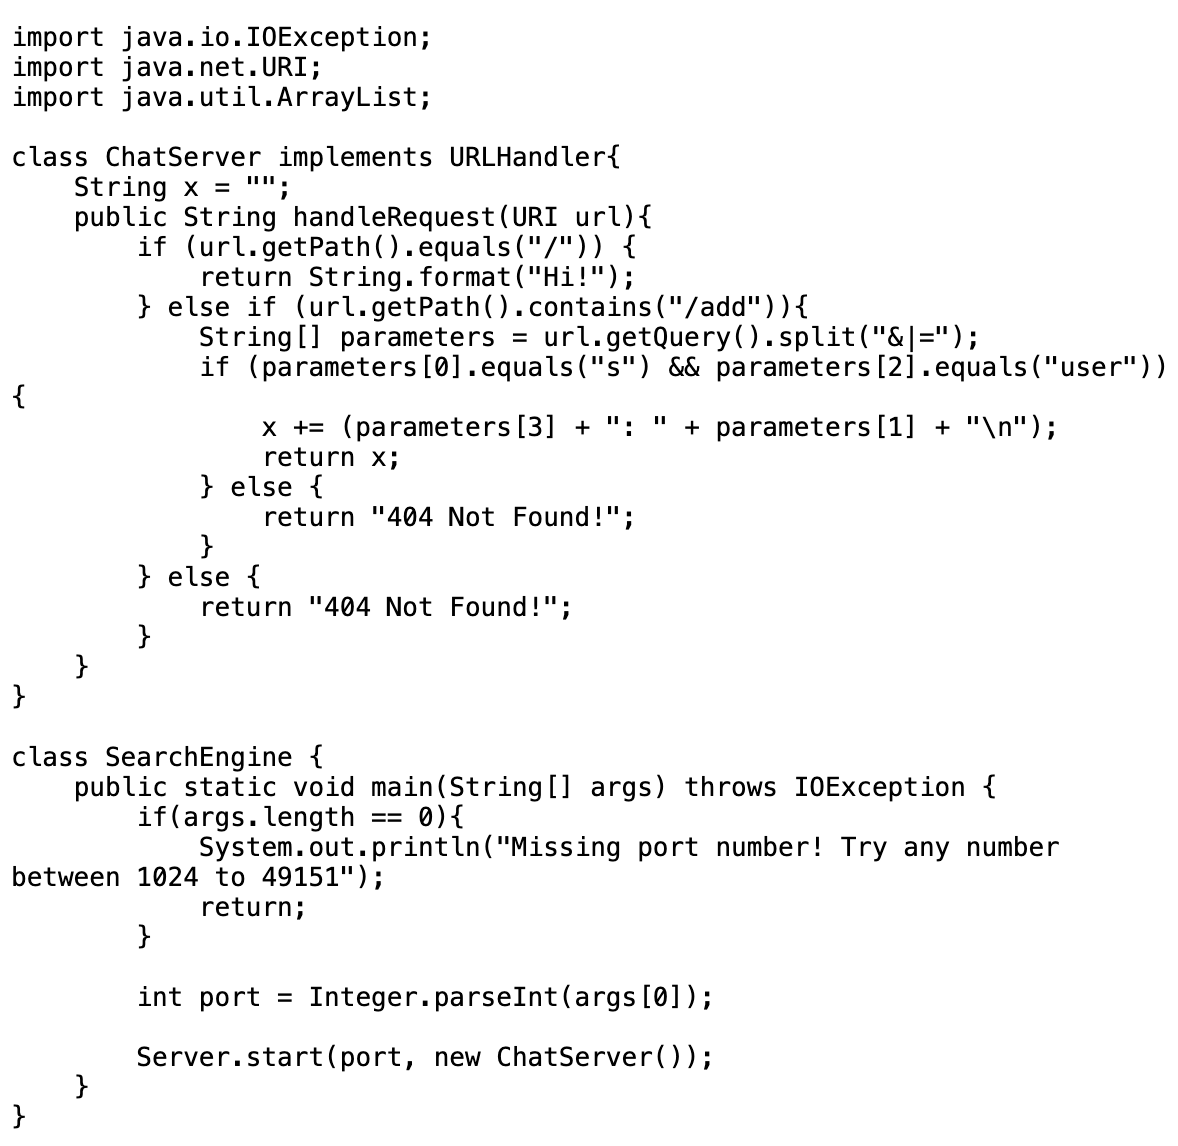 import java.io.IOException;
import java.net.URI;
import java.util.ArrayList;

class ChatServer implements URLHandler{
    String x = "";
    public String handleRequest(URI url){
        if (url.getPath().equals("/")) {
            return String.format("Hi!");
        } else if (url.getPath().contains("/add")){
            String[] parameters = url.getQuery().split("&|=");
            if (parameters[0].equals("s") && parameters[2].equals("user"))
{
                x += (parameters[3] + ": " + parameters[1] + "\n");
                return x;
            } else {
                return "404 Not Found!";
            }
        } else {
            return "404 Not Found!";
        }
    }
}

class SearchEngine {
    public static void main(String[] args) throws IOException {
        if(args.length == 0){
            System.out.println("Missing port number! Try any number
between 1024 to 49151");
            return;
        }

        int port = Integer.parseInt(args[0]);

        Server.start(port, new ChatServer());
    }
}